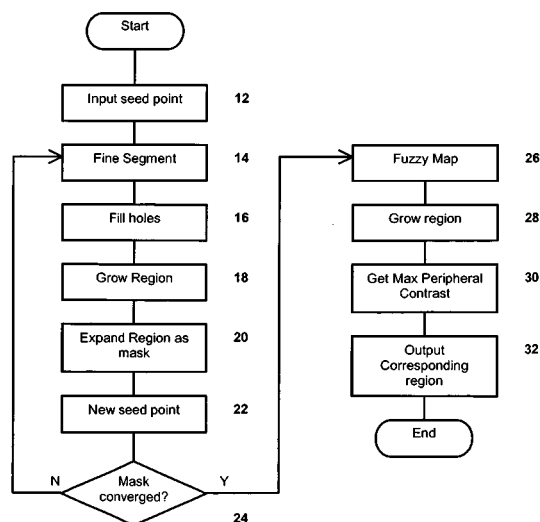 Start
Input seed point 12
Fine Segment 14
Fill holes 16
Grow Region 18
Expand Region as
mask 20
New seed point 22
N Mask Y
converged?
24
Fuzzy Map 26
Grow region 28
Get Max Peripheral
Contrast 30
Output
Corresponding
region 32
End